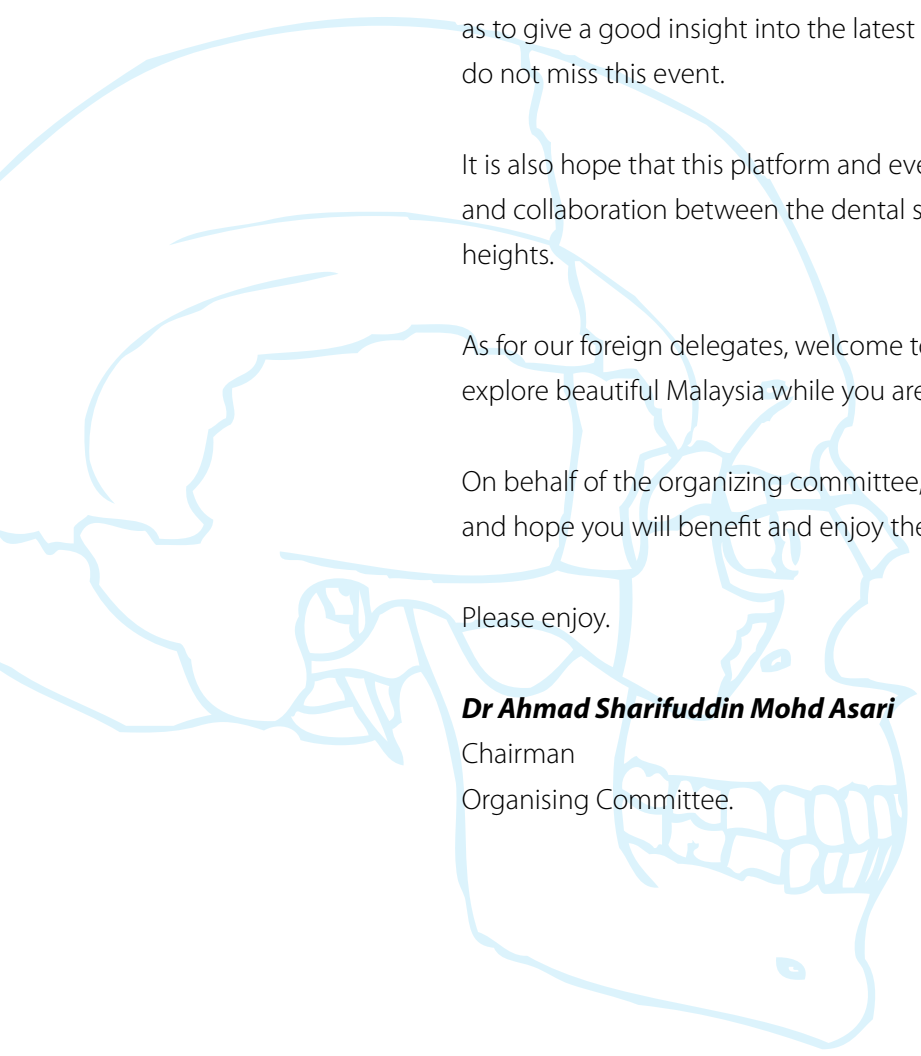 as to give a good insight into the latest
do not miss this event.
It is also hope that this platform and eve
and collaboration between the dental s
heights.
As for our foreign delegates, welcome to
explore beautiful Malaysia while you are
On behalf of the organizing committee,
and hope you will benefit and enjoy the
Please enjoy.
Dr Ahmad Sharifuddin Mohd Asari
Chairman
Organising Committee.